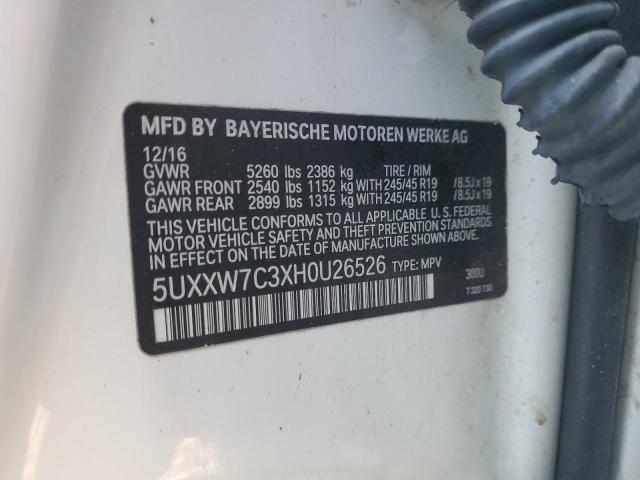 MFD BY BAYERISCHE MOTOREN WERKE AG
12/16
GVWR 5260 lbs 2386 kg TIRE / RIM
GAWR FRONT 2540 lbs 1152 kg WITH 245/45 R19 /8.5J x 19
GAWR REAR 2899 lbs 1315 kg WITH 245/45 R19 /8.5J x 19
THIS VEHICLE CONFORMS TO ALL APPLICABLE U.S. FEDERAL
MOTOR VEHICLE SAFETY AND THEFT PREVENTION STANDARDS
IN EFFECT ON THE DATE OF MANUFACTURE SHOWN ABOVE.
5UXXW7C3XH0U26526 TYPE: MPV 300U
7 320 730